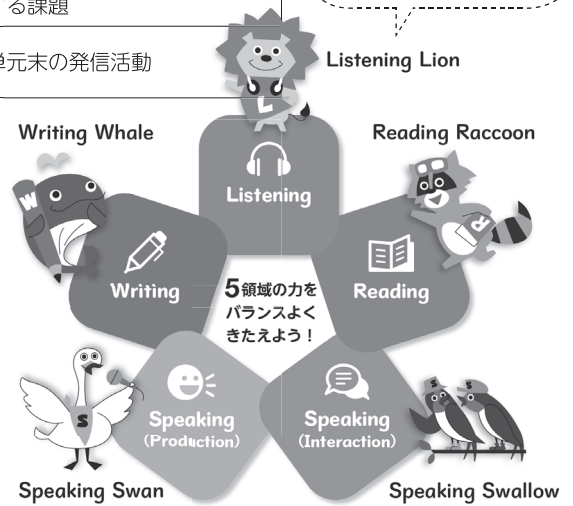 る課題
単元末の発信活動
Listening Lion
Writing Whale
Reading Raccoon
L
W
R
Listening
Writing
5領域の力を
バランスよく
きたえよう！
Reading
Speaking
(Production)
Speaking
(Interaction)
S
S
S
Speaking Swan
Speaking Swallow